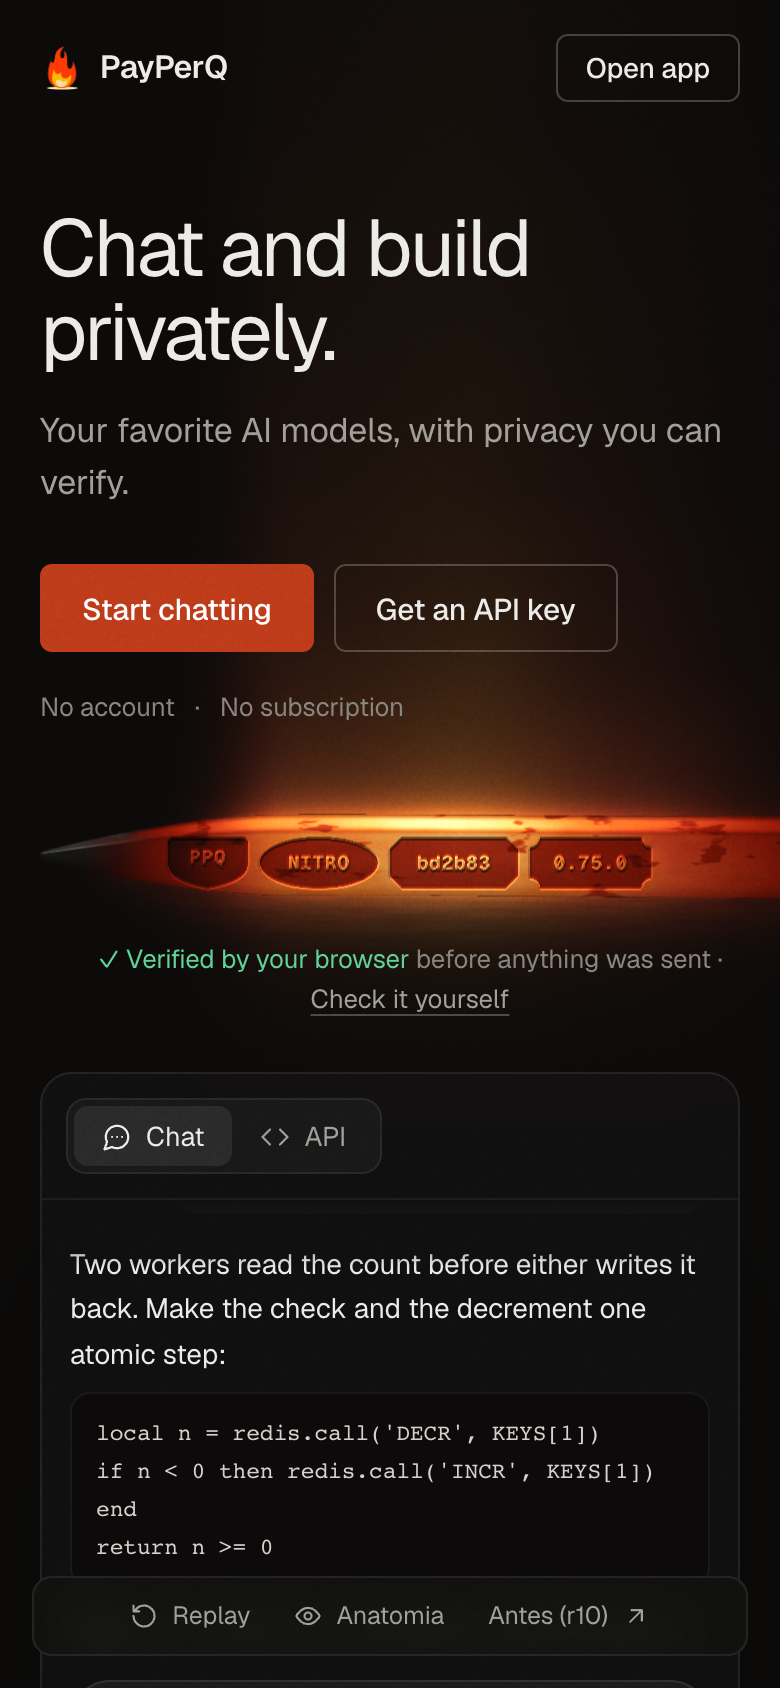 PayPerQ
Open app
Chat and build
privately.
Your favorite AI models, with privacy you can
verify.
Start chatting
Get an API key
No account · No subscription
PPQ
NITRO
bd2b83
0.75.0
✓ Verified by your browser before anything was sent ·
Check it yourself
Chat
API
Two workers read the count before either writes it
back. Make the check and the decrement one
atomic step:
local n = redis.call('DECR', KEYS[1])
if n < 0 then redis.call('INCR', KEYS[1])
end
return n >= 0
Replay
Anatomia
Antes (r10) ↗